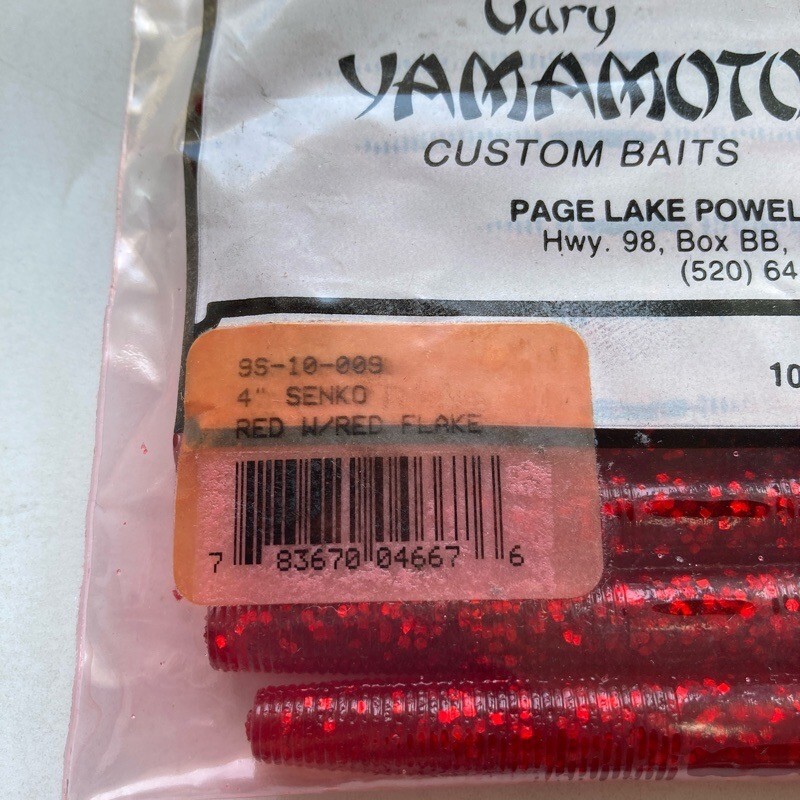 Gary
YAMAMOTO
CUSTOM BAITS
PAGE LAKE POWEL
Hwy. 98, Box BB,
(520) 64
10
9S-10-009
4" SENKO
RED W/RED FLAKE
7 83670 04667 6